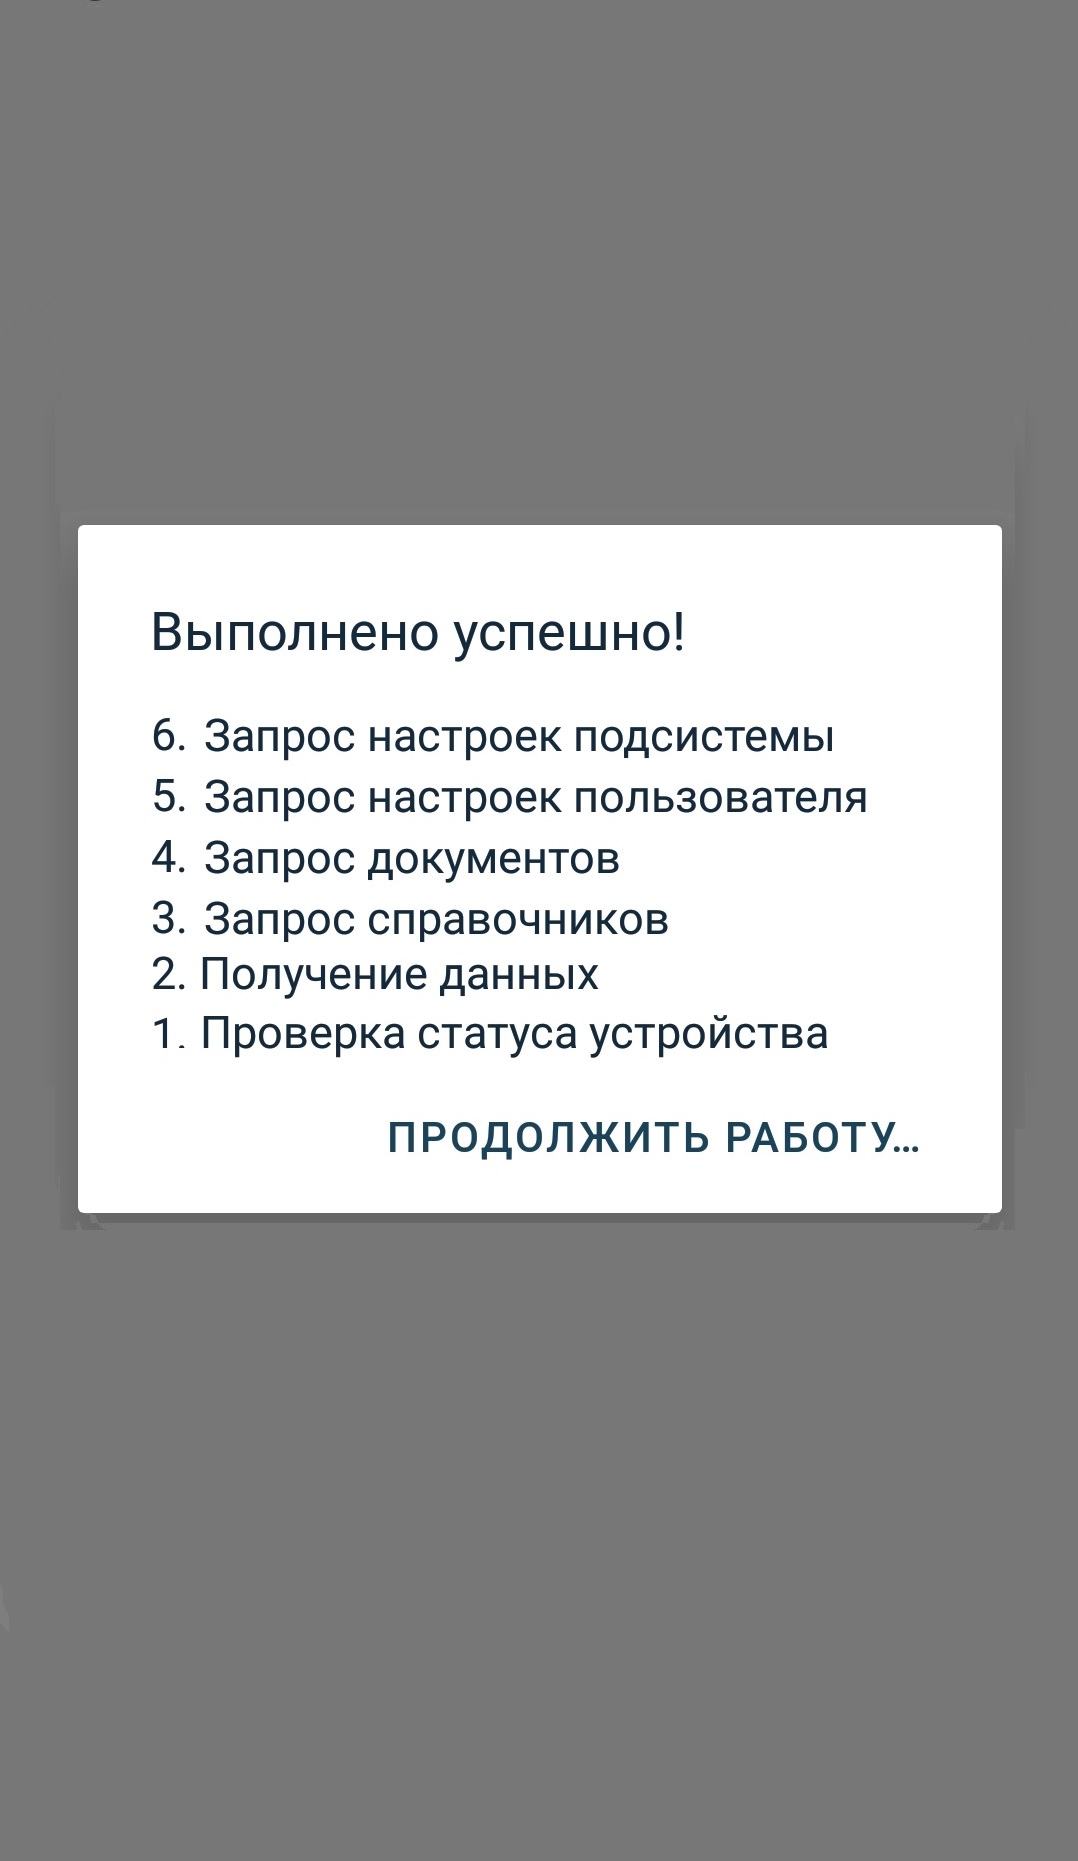 Выполнено успешно!
6. Запрос настроек подсистемы
5. Запрос настроек пользователя
4. Запрос документов
3. Запрос справочников
2. Получение данных
1. Проверка статуса устройства
ПРОДОЛЖИТЬ РАБОТУ...